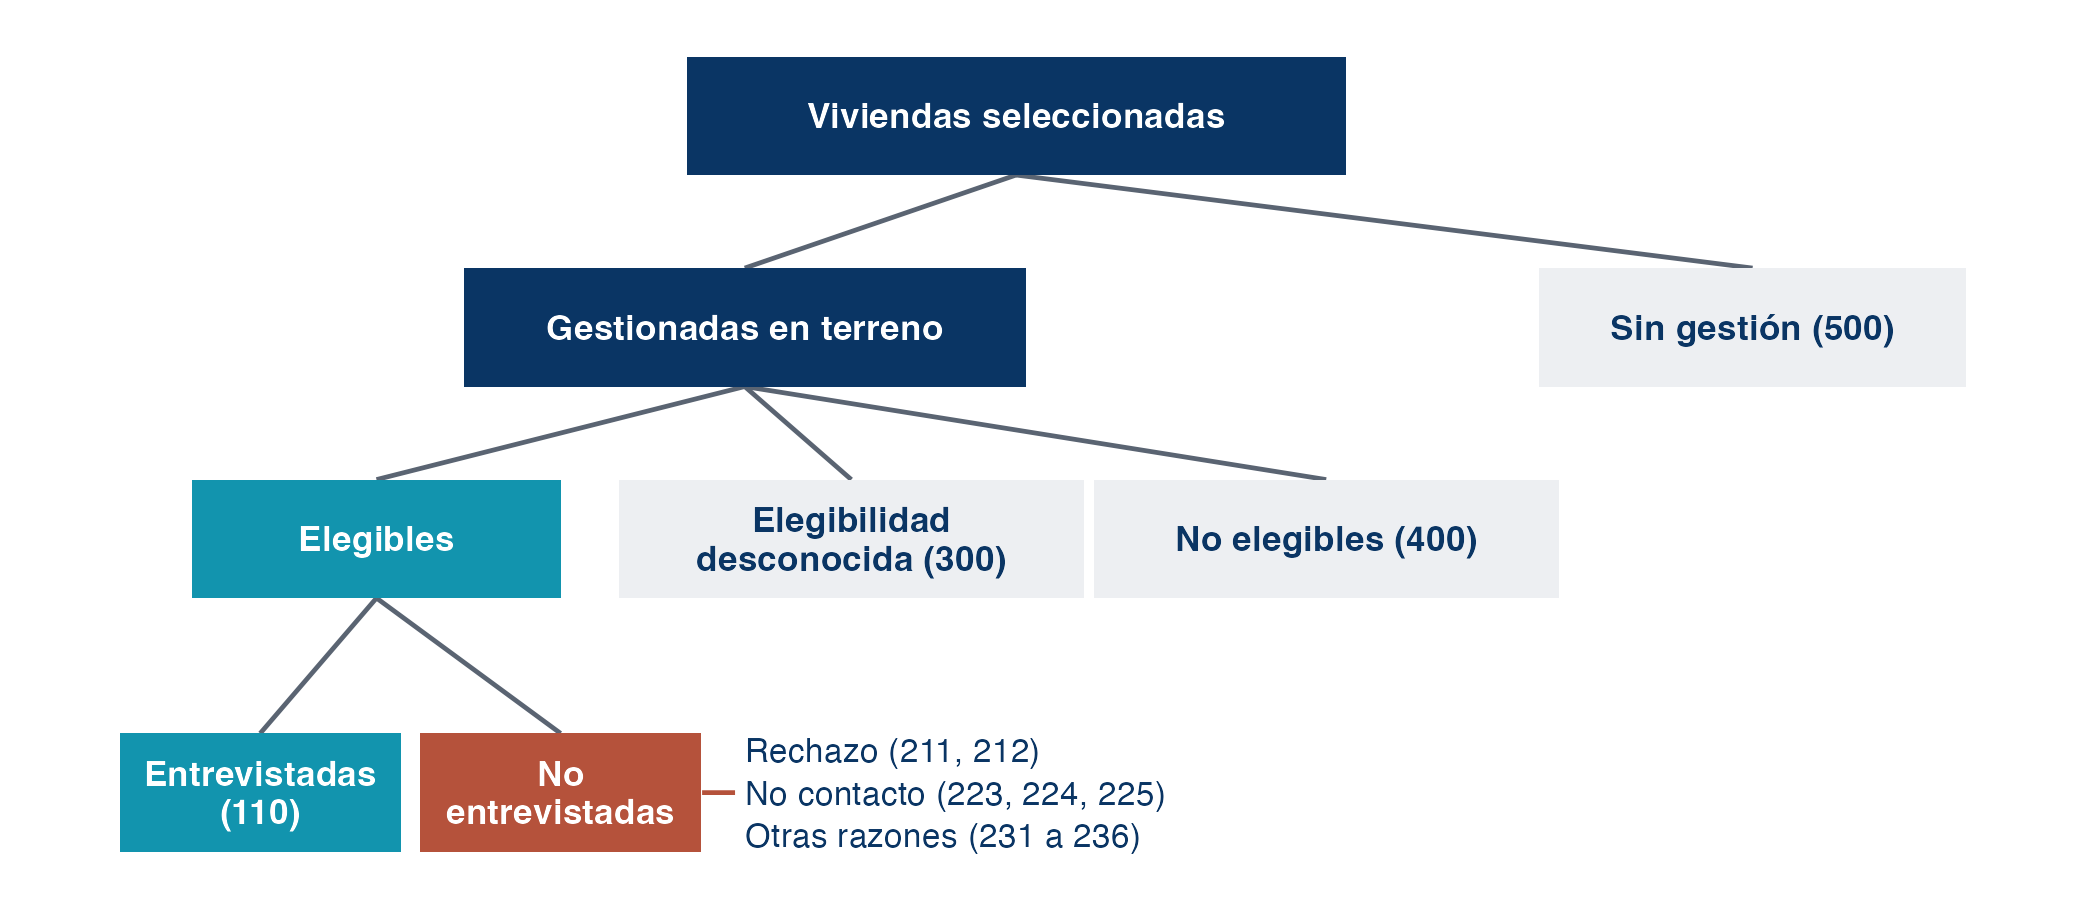 Viviendas seleccionadas
Gestionadas en terreno
Sin gestión (500)
Elegibles
Elegibilidad
desconocida (300)
No elegibles (400)
Entrevistadas
(110)
No
entrevistadas
Rechazo (211, 212)
No contacto (223, 224, 225)
Otras razones (231 a 236)